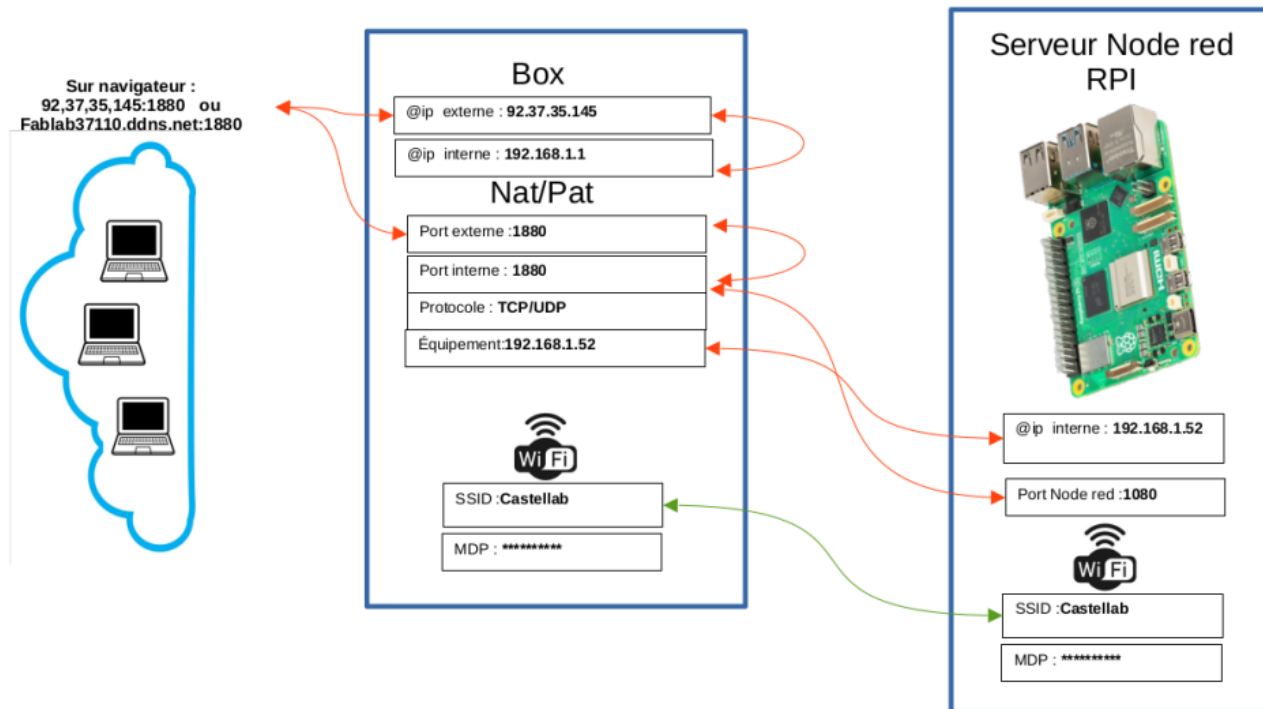 Sur navigateur :
92,37,35,145:1880 ou
Fablab37110.ddns.net:1880
Box
@ip externe : 92.37.35.145
@ip interne : 192.168.1.1
Nat/Pat
Port externe :1880
Port interne : 1880
Protocole : TCP/UDP
Équipement:192.168.1.52
Wi Fi
SSID :Castellab
MDP : **********
Serveur Node red
RPI
@ip interne : 192.168.1.52
Port Node red :1080
Wi Fi
SSID :Castellab
MDP : **********